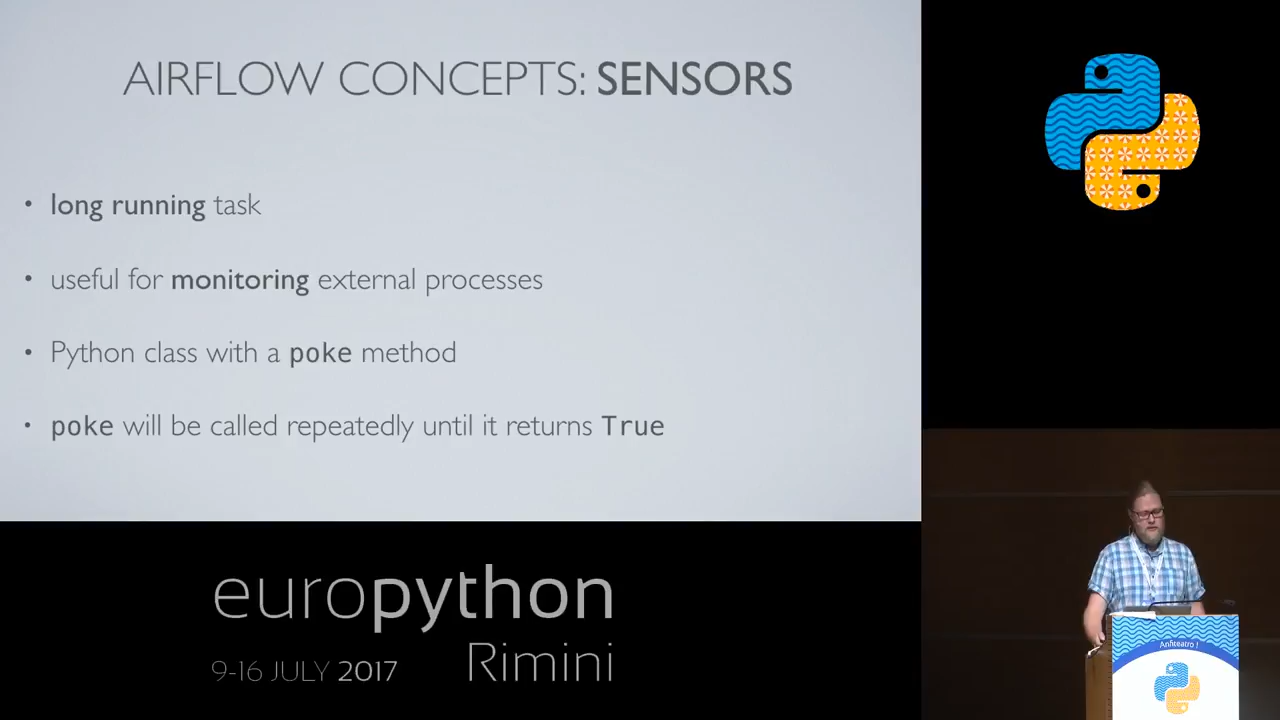 AIRFLOW CONCEPTS: SENSORS
• long running task
• useful for monitoring external processes
• Python class with a poke method
• poke will be called repeatedly until it returns True
europython
9-16 JULY 2017 Rimini
Anfiteatro !